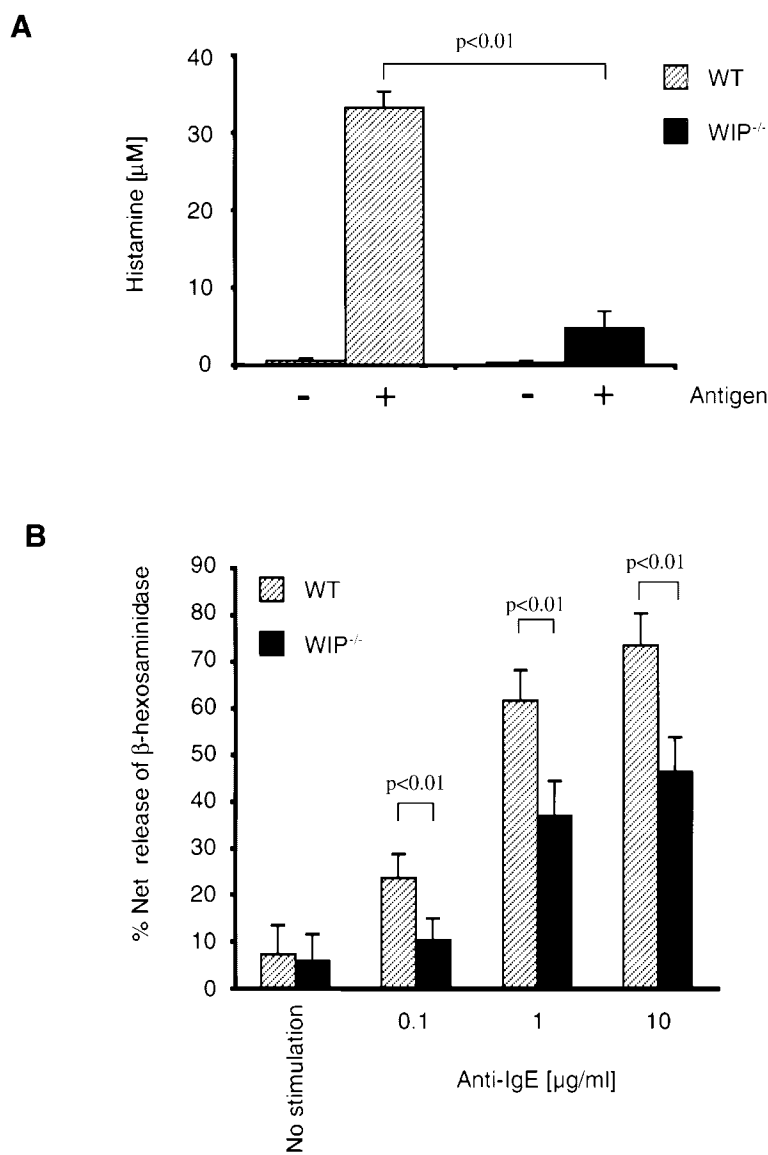 A
p<0.01
40
30
20
10
0
Histamine [µM]
WT
WIP-/-
- + - + Antigen
B
90
80
70
60
50
40
30
20
10
0
% Net release of β-hexosaminidase
WT
WIP-/-
p<0.01
p<0.01
p<0.01
No stimulation
0.1 1 10
Anti-IgE [µg/ml]